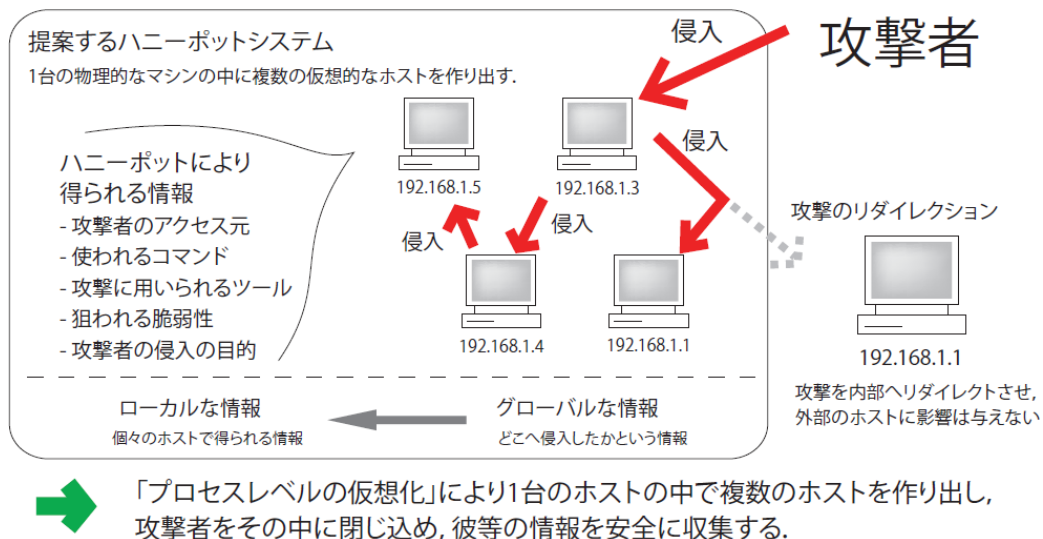 提案するハニーポットシステム
1台の物理的なマシンの中に複数の仮想的なホストを作り出す.
侵入
攻撃者
ハニーポットにより
得られる情報
- 攻撃者のアクセス元
- 使われるコマンド
- 攻撃に用いられるツール
- 狙われる脆弱性
- 攻撃者の侵入の目的
192.168.1.5
192.168.1.3
侵入
侵入
侵入
192.168.1.4
192.168.1.1
攻撃のリダイレクション
192.168.1.1
攻撃を内部へリダイレクトさせ,
外部のホストに影響は与えない
ローカルな情報
個々のホストで得られる情報
グローバルな情報
どこへ侵入したかという情報
「プロセスレベルの仮想化」により1台のホストの中で複数のホストを作り出し,
攻撃者をその中に閉じ込め, 彼等の情報を安全に収集する.